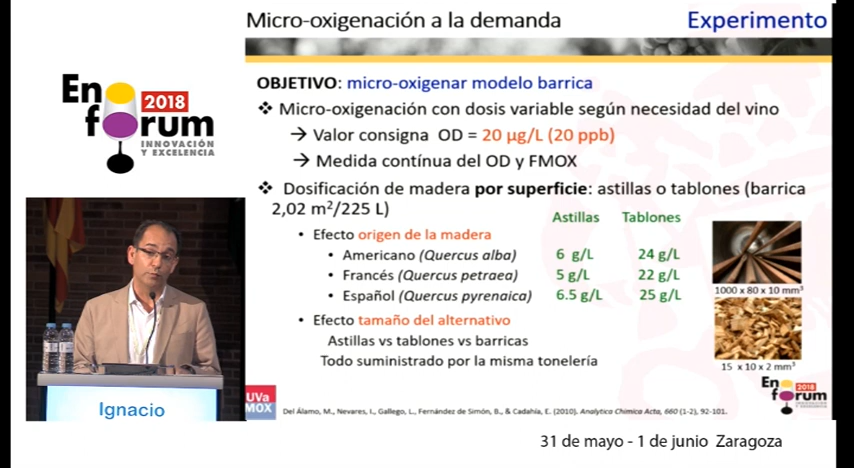 Micro-oxigenación a la demanda
Experimento
OBJETIVO: micro-oxigenar modelo barrica
❖ Micro-oxigenación con dosis variable según necesidad del vino
→ Valor consigna OD = 20 µg/L (20 ppb)
→ Medida contínua del OD y FMOX
❖ Dosificación de madera por superficie: astillas o tablones (barrica
2,02 m²/225 L)
Astillas Tablones
• Efecto origen de la madera
• Americano (Quercus alba) 6 g/L 24 g/L
• Francés (Quercus petraea) 5 g/L 22 g/L
• Español (Quercus pyrenaica) 6.5 g/L 25 g/L
1000 x 80 x 10 mm³
• Efecto tamaño del alternativo
Astillas vs tablones vs barricas
Todo suministrado por la misma tonelería
15 x 10 x 2 mm³
UVa
MOX
Del Álamo, M., Nevares, I., Gallego, L., Fernández de Simón, B., & Cadahía, E. (2010). Analytica Chimica Acta, 660 (1-2), 92-101.
Eno
2018
forum
Eno
2018
forum
INNOVACIÓN
Y EXCELENCIA
Ignacio
31 de mayo - 1 de junio Zaragoza